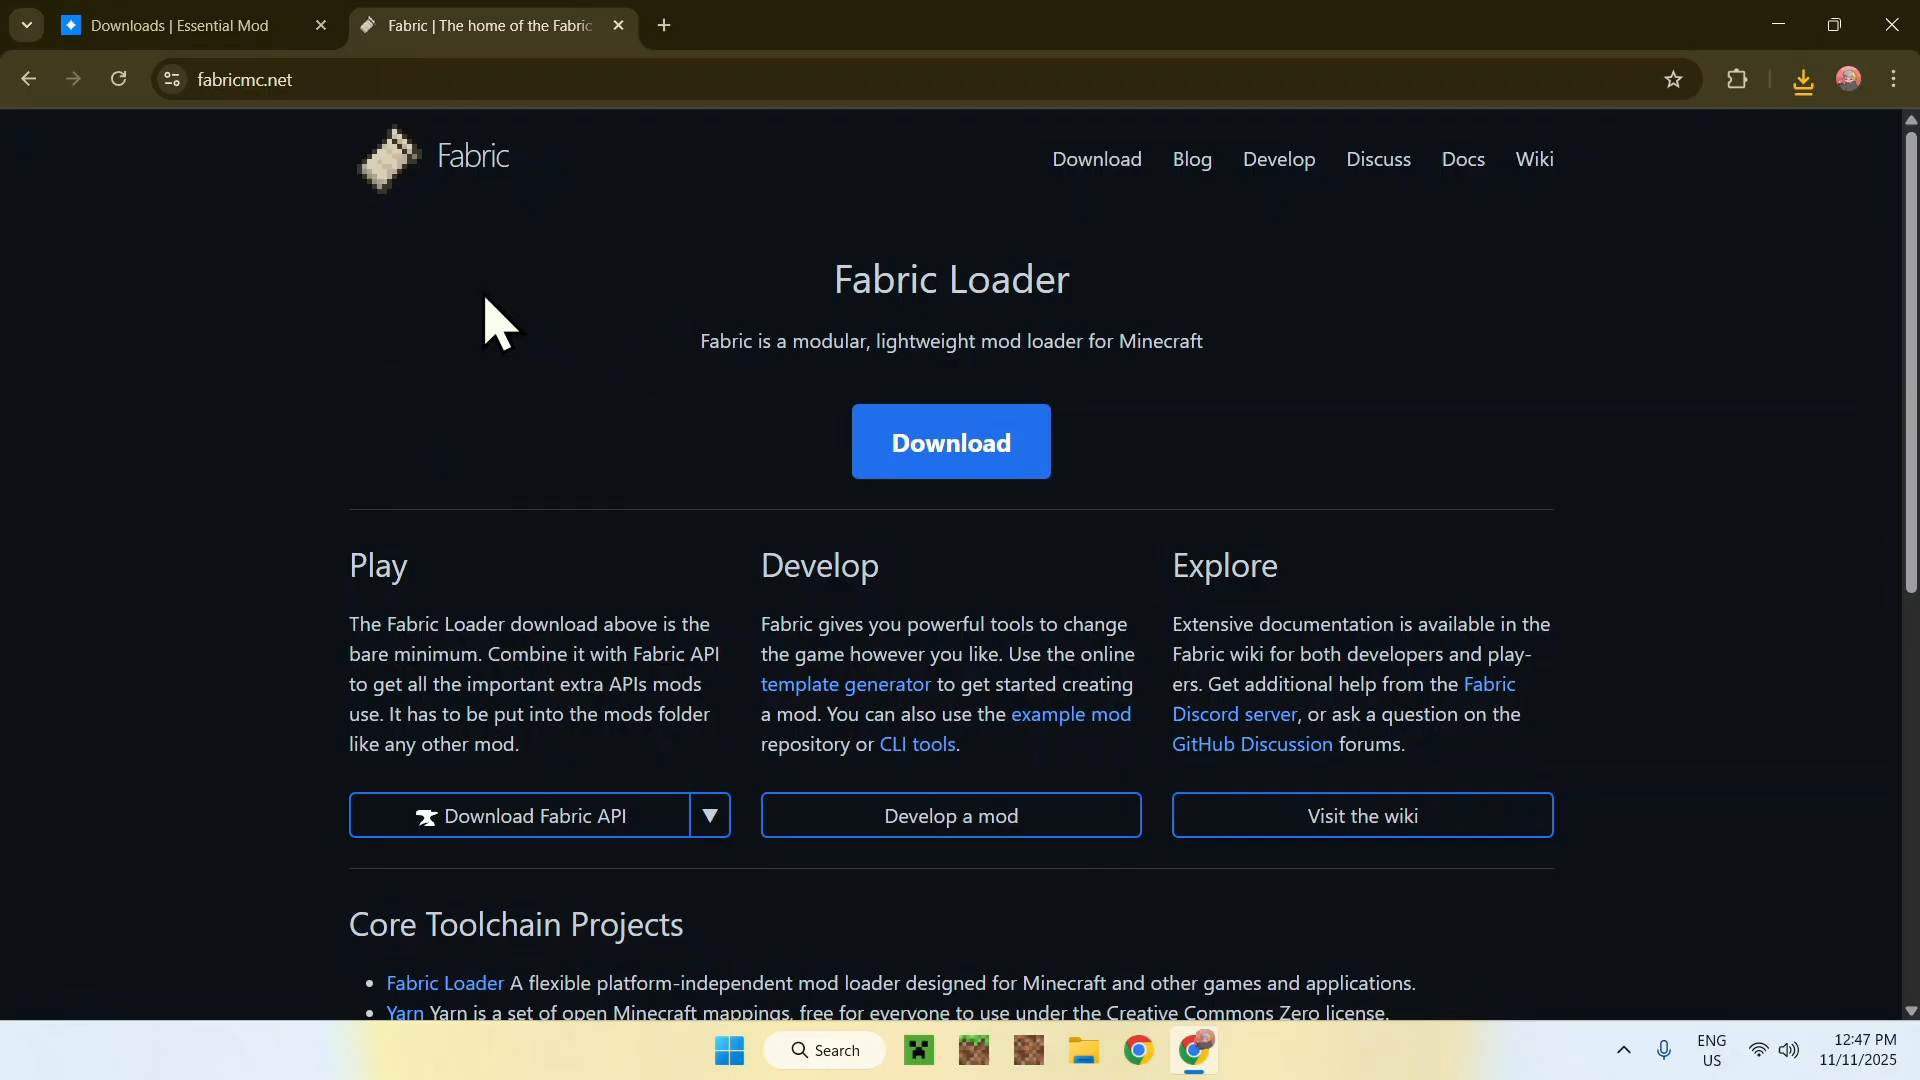 Downloads | Essential Mod
Fabric | The home of the Fabric
fabricmc.net
Fabric
Download Blog Develop Discuss Docs Wiki
Fabric Loader
Fabric is a modular, lightweight mod loader for Minecraft
Download
Play
The Fabric Loader download above is the
bare minimum. Combine it with Fabric API
to get all the important extra APIs mods
use. It has to be put into the mods folder
like any other mod.
Download Fabric API
Develop
Fabric gives you powerful tools to change
the game however you like. Use the online
template generator to get started creating
a mod. You can also use the example mod
repository or CLI tools.
Develop a mod
Explore
Extensive documentation is available in the
Fabric wiki for both developers and play-
ers. Get additional help from the Fabric
Discord server, or ask a question on the
GitHub Discussion forums.
Visit the wiki
Core Toolchain Projects
• Fabric Loader A flexible platform-independent mod loader designed for Minecraft and other games and applications.
• Yarn Yarn is a set of open Minecraft mappings, free for everyone to use under the Creative Commons Zero license.
Search
ENG
US
12:47 PM
11/11/2025